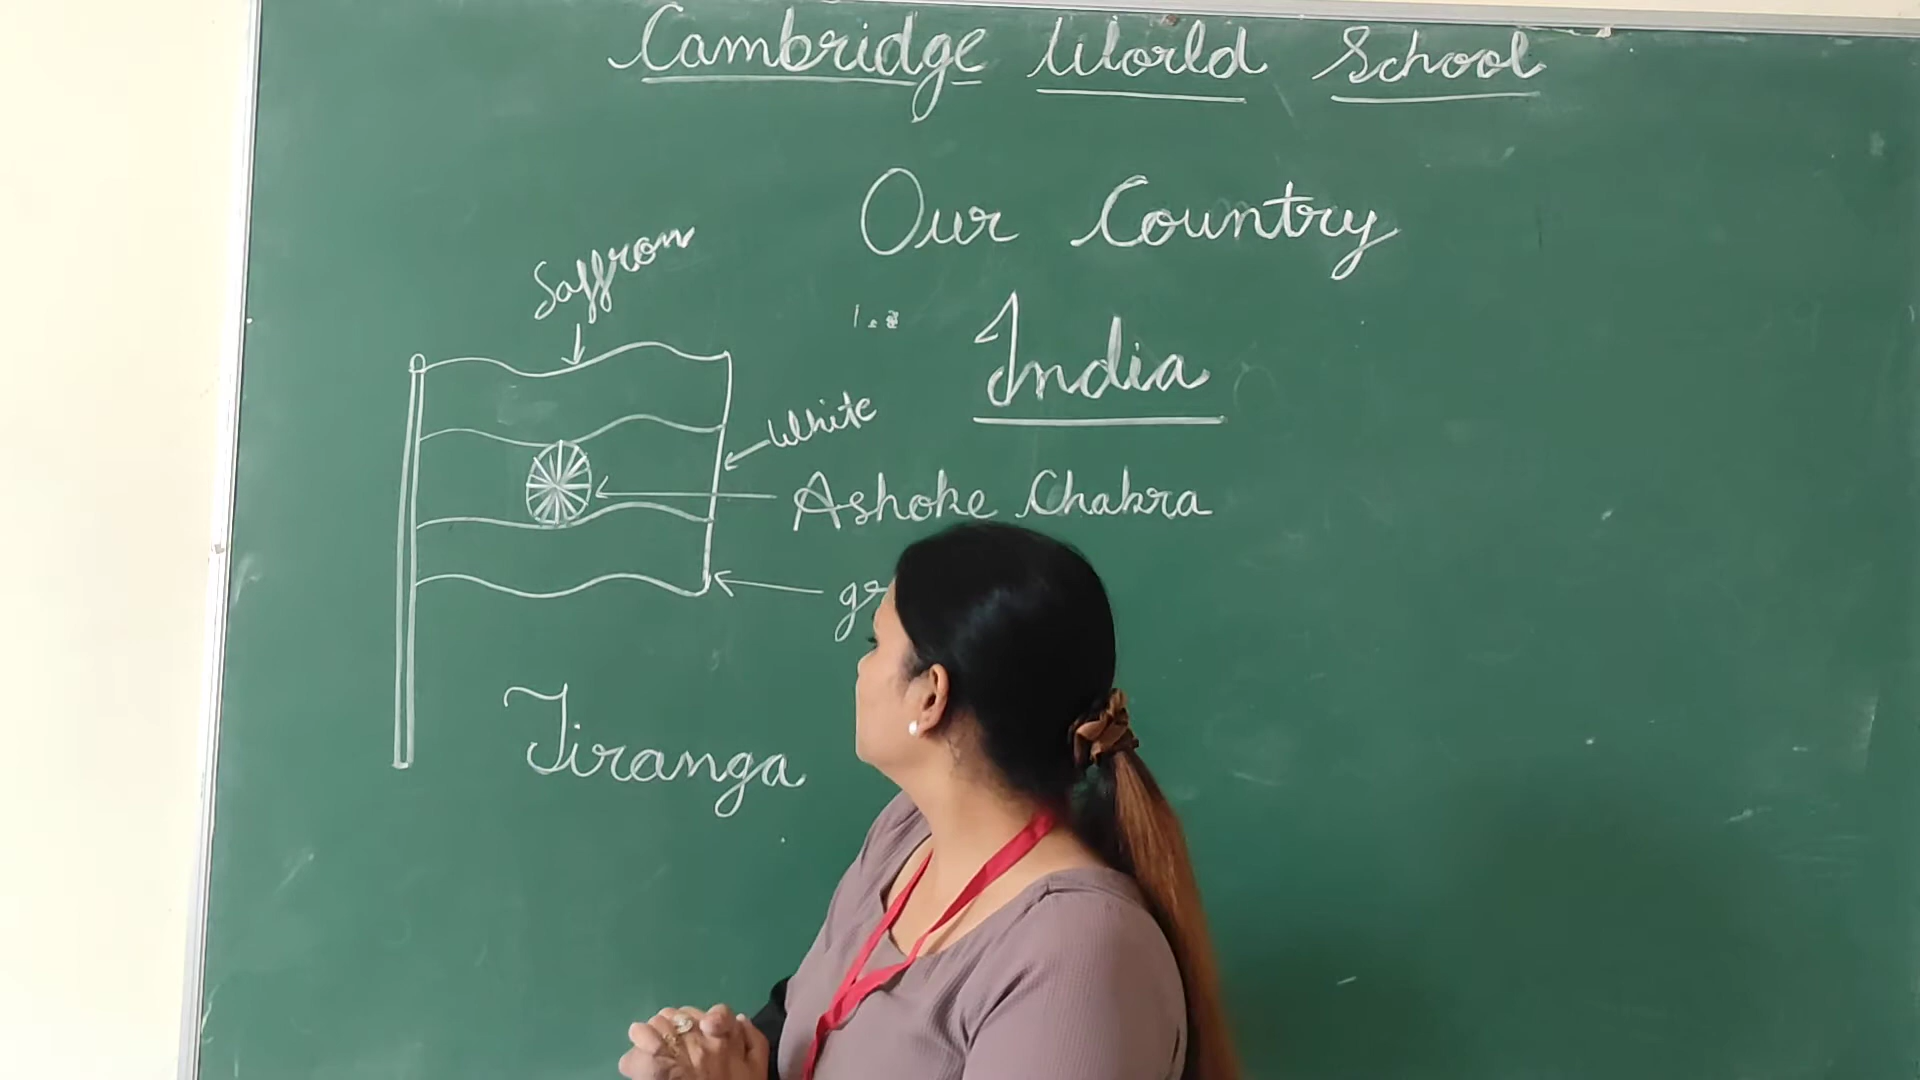 Cambridge World School
Our Country
Saffron
India
White
Ashoke Chakra
Tiranga